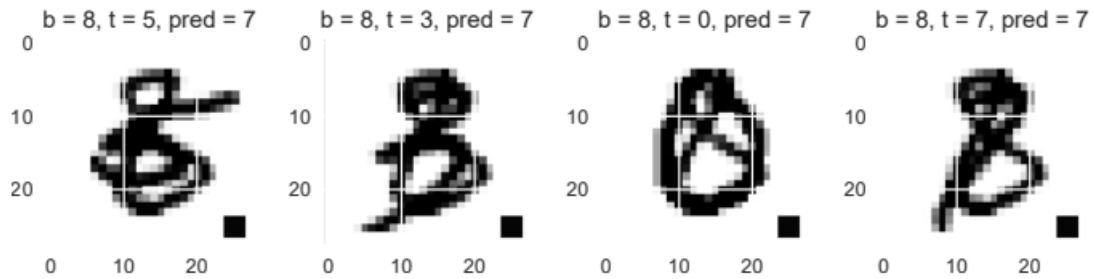 b = 8, t = 5, pred = 7
b = 8, t = 3, pred = 7
b = 8, t = 0, pred = 7
b = 8, t = 7, pred = 7
0
10
20
0 10 20
0
10
20
0 10 20
0
10
20
0 10 20
0
10
20
0 10 20